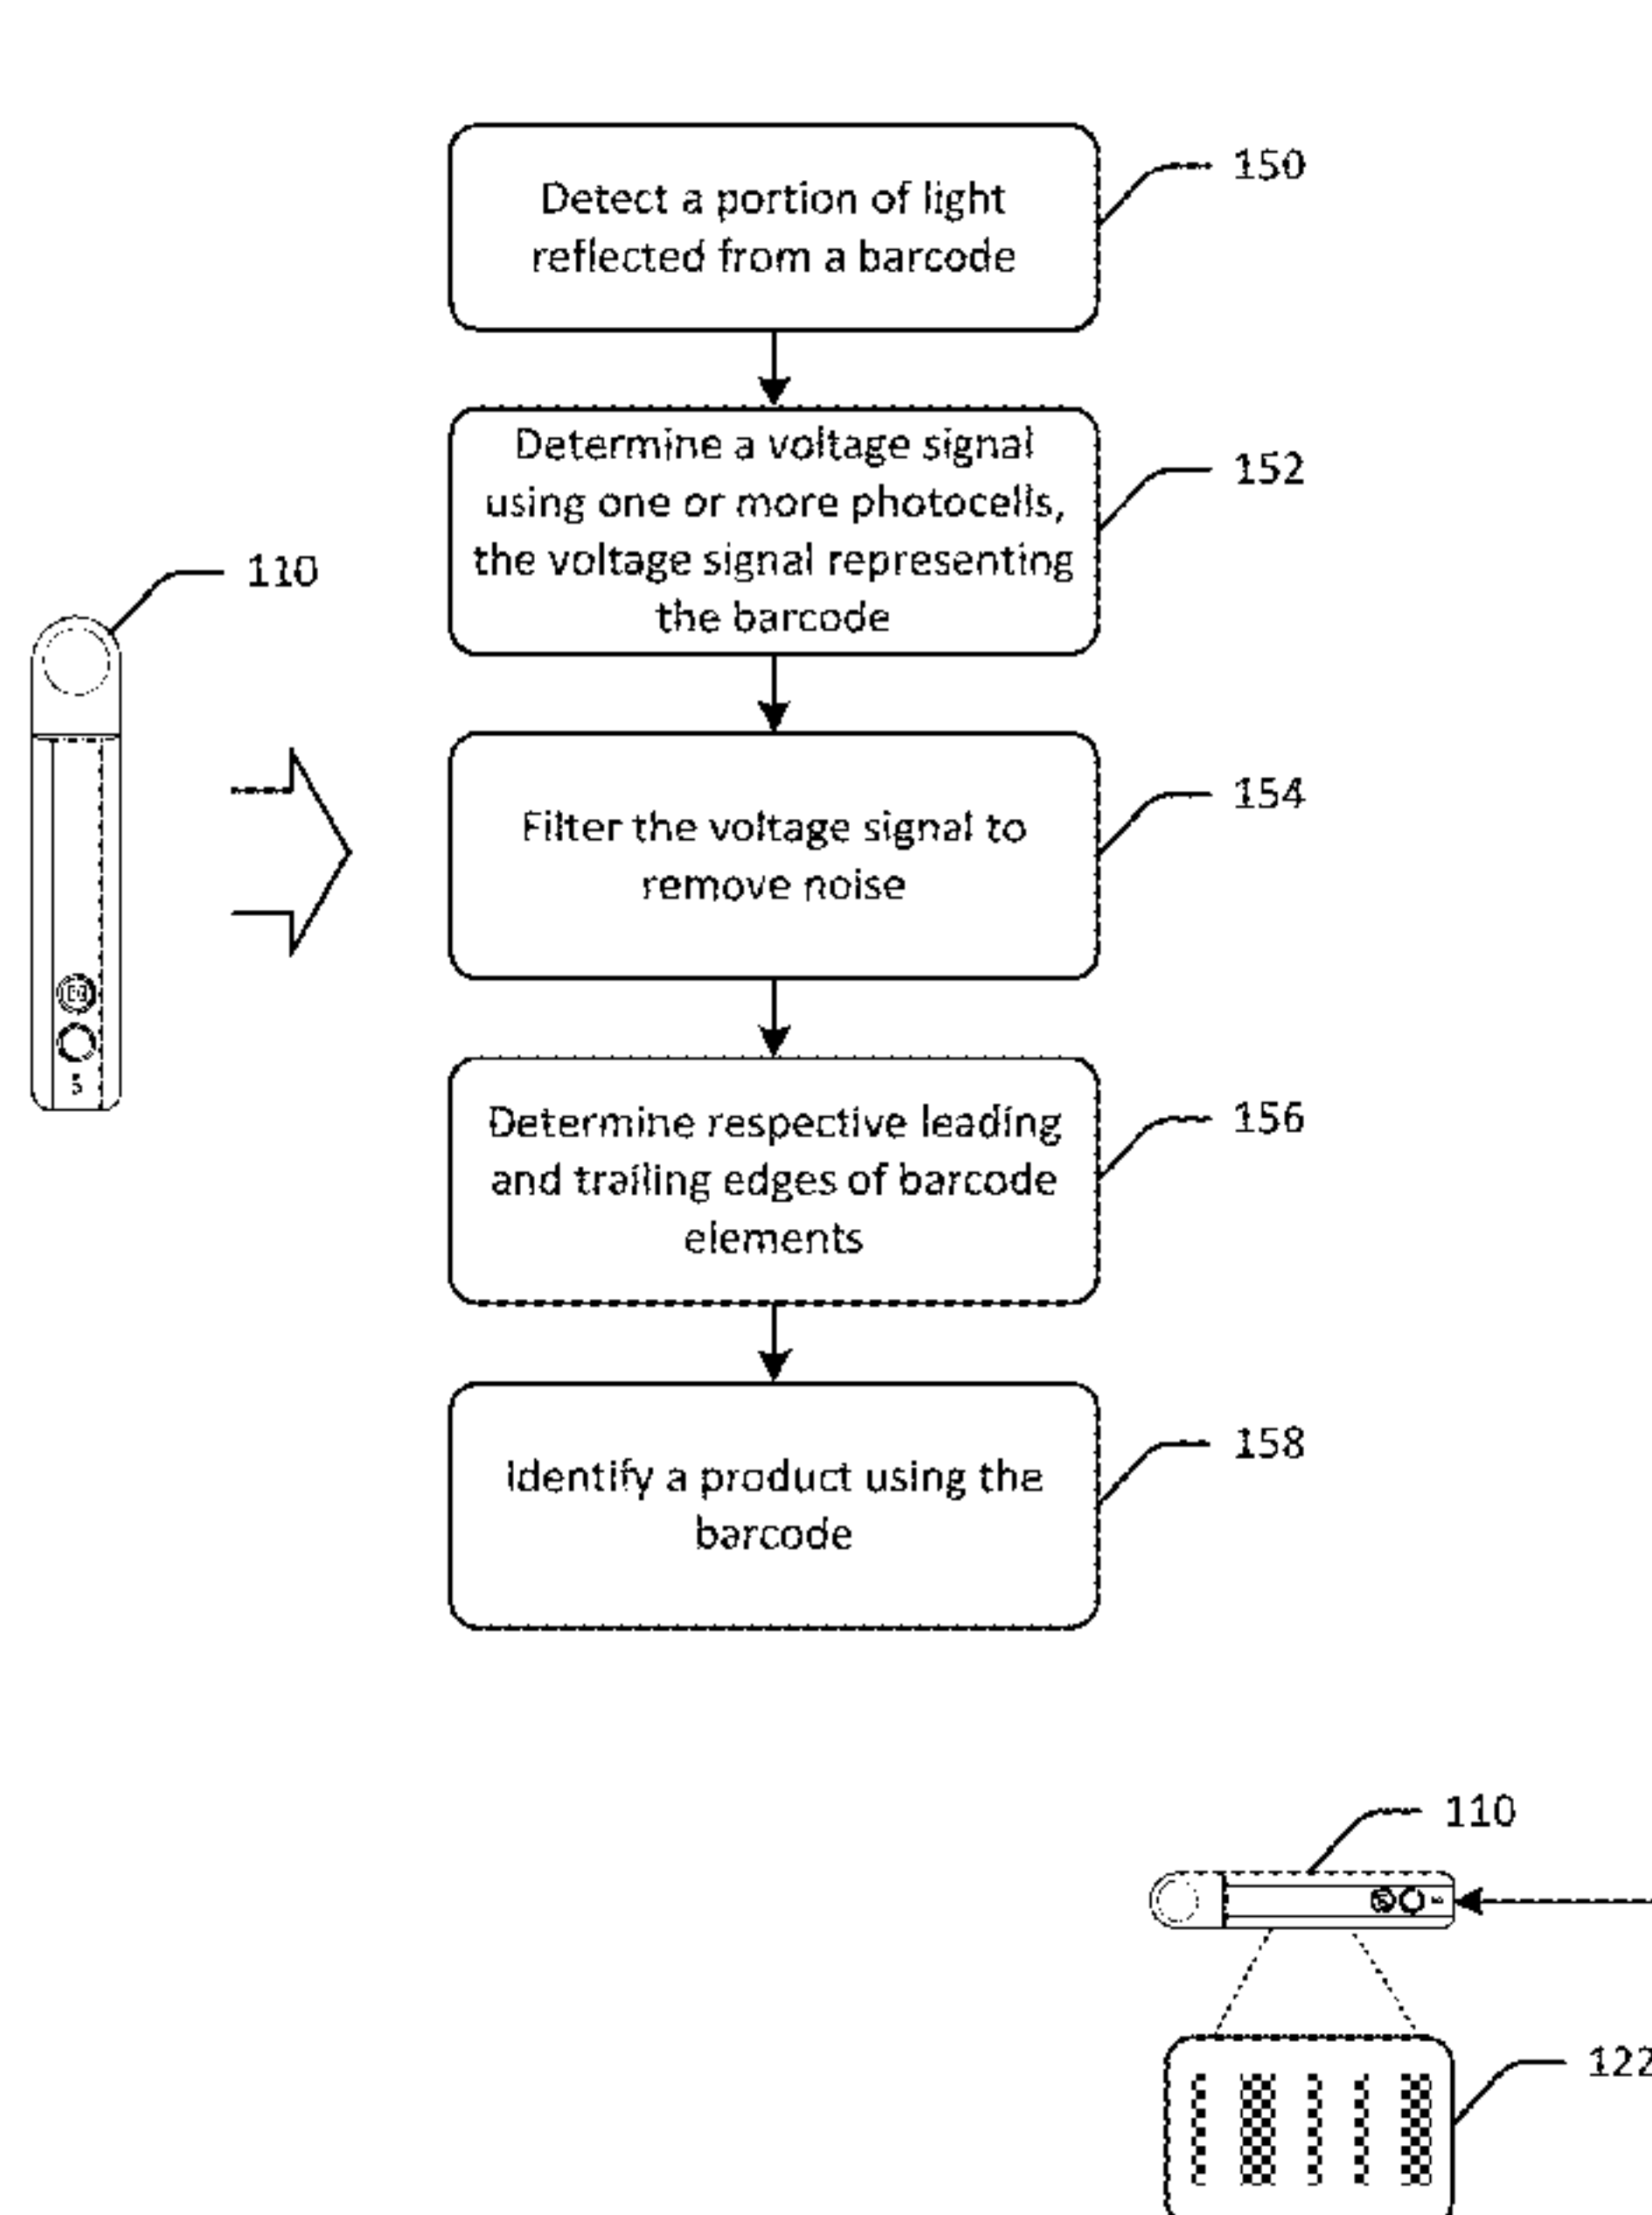 Detect a portion of light
reflected from a barcode
150
Determine a voltage signal
using one or more photocells,
the voltage signal representing
the barcode
152
110
Filter the voltage signal to
remove noise
154
Determine respective leading
and trailing edges of barcode
elements
156
Identify a product using the
barcode
158
110
122